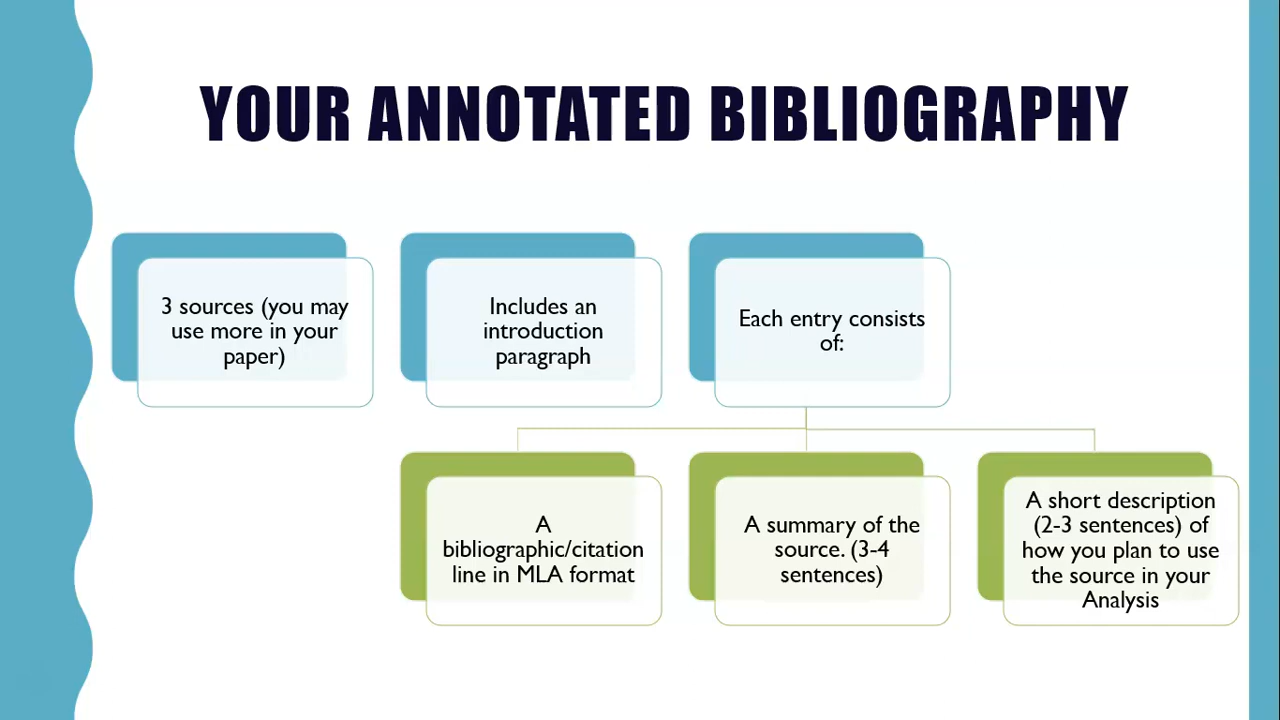 YOUR ANNOTATED BIBLIOGRAPHY
3 sources (you may
use more in your
paper)
Includes an
introduction
paragraph
Each entry consists
of:
A
bibliographic/citation
line in MLA format
A summary of the
source. (3-4
sentences)
A short description
(2-3 sentences) of
how you plan to use
the source in your
Analysis